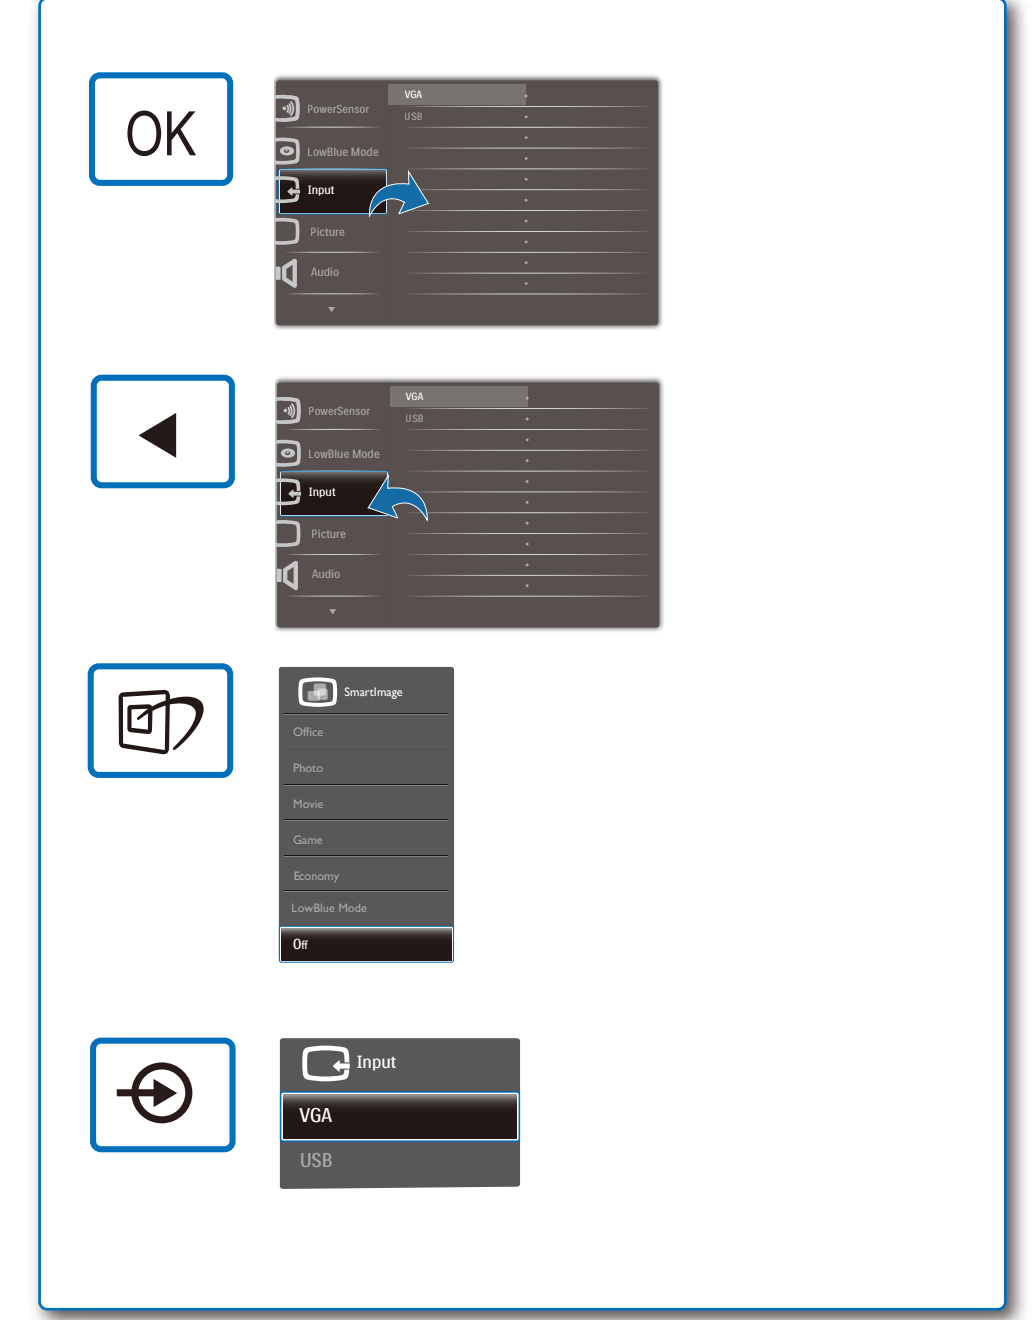 OK
VGA
PowerSensor
USB
LowBlue Mode
Input
Picture
Audio
VGA
PowerSensor
USB
LowBlue Mode
Input
Picture
Audio
SmartImage
Office
Photo
Movie
Game
Economy
LowBlue Mode
Off
Input
VGA
USB